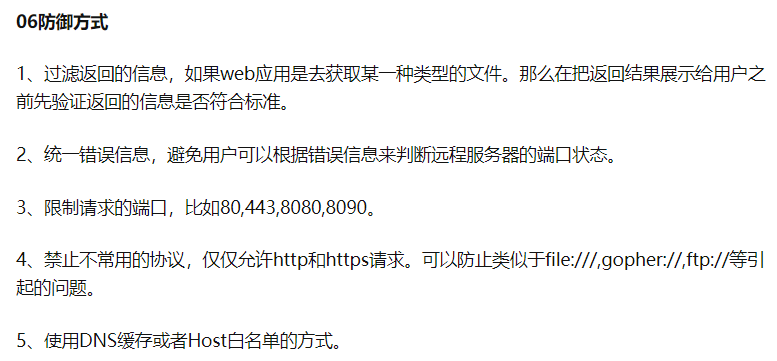 06防御方式
1、过滤返回的信息，如果web应用是去获取某一种类型的文件。那么在把返回结果展示给用户之
前先验证返回的信息是否符合标准。
2、统一错误信息，避免用户可以根据错误信息来判断远程服务器的端口状态。
3、限制请求的端口，比如80,443,8080,8090。
4、禁止不常用的协议，仅仅允许http和https请求。可以防止类似于file:///,gopher://,ftp://等引
起的问题。
5、使用DNS缓存或者Host白名单的方式。